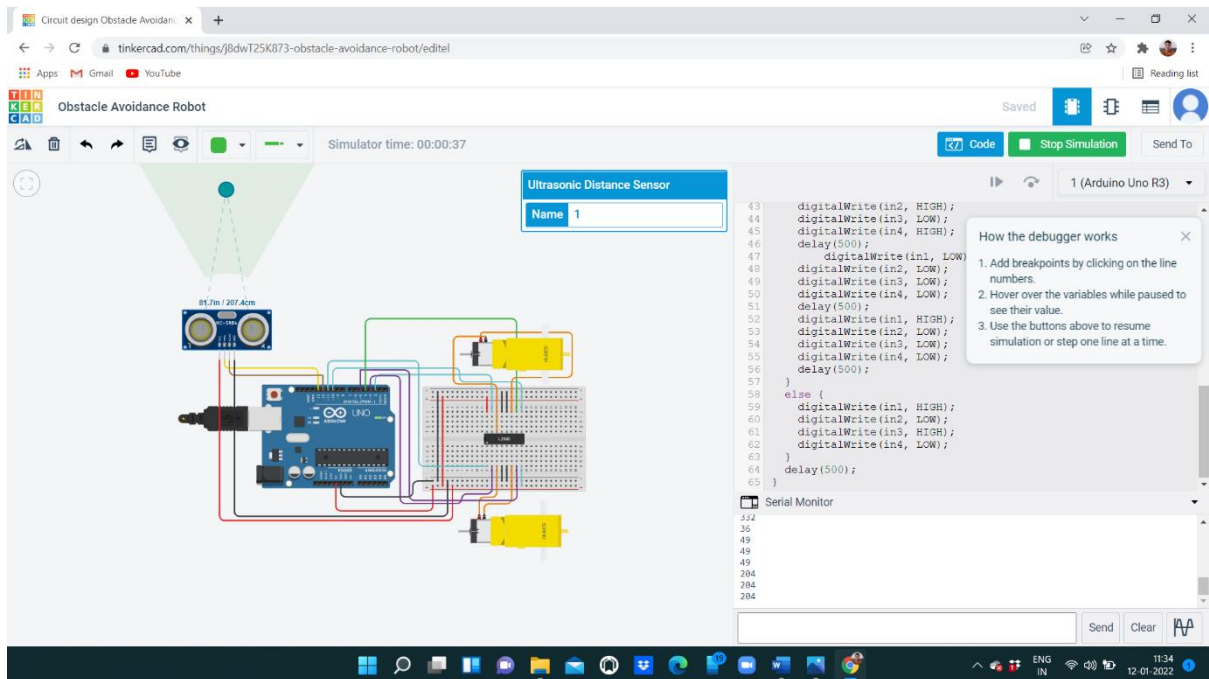 Circuit design Obstacle Avoidanc
tinkercad.com/things/j8dwT25K873-obstacle-avoidance-robot/editel
Apps
Gmail
YouTube
Reading list
TIN
KER
CAD
Obstacle Avoidance Robot
Saved
Simulator time: 00:00:37
Code
Stop Simulation
Send To
Ultrasonic Distance Sensor
Name 1
1 (Arduino Uno R3)
81.7in / 207.4cm
HC-SR04
UNO
ARDUINO
L293D
43 digitalWrite(in2, HIGH);
44 digitalWrite(in3, LOW);
45 digitalWrite(in4, HIGH);
46 delay(500);
47 digitalWrite(in1, LOW)
48 digitalWrite(in2, LOW);
49 digitalWrite(in3, LOW);
50 digitalWrite(in4, LOW);
51 delay(500);
52 digitalWrite(in1, HIGH);
53 digitalWrite(in2, LOW);
54 digitalWrite(in3, LOW);
55 digitalWrite(in4, LOW);
56 delay(500);
57 }
58 else {
59 digitalWrite(in1, HIGH);
60 digitalWrite(in2, LOW);
61 digitalWrite(in3, HIGH);
62 digitalWrite(in4, LOW);
63 }
64 delay(500);
65 }
How the debugger works
1. Add breakpoints by clicking on the line
numbers.
2. Hover over the variables while paused to
see their value.
3. Use the buttons above to resume
simulation or step one line at a time.
Serial Monitor
332
36
49
49
49
204
204
204
Send
Clear
19
ENG
IN
11:34
12-01-2022
1